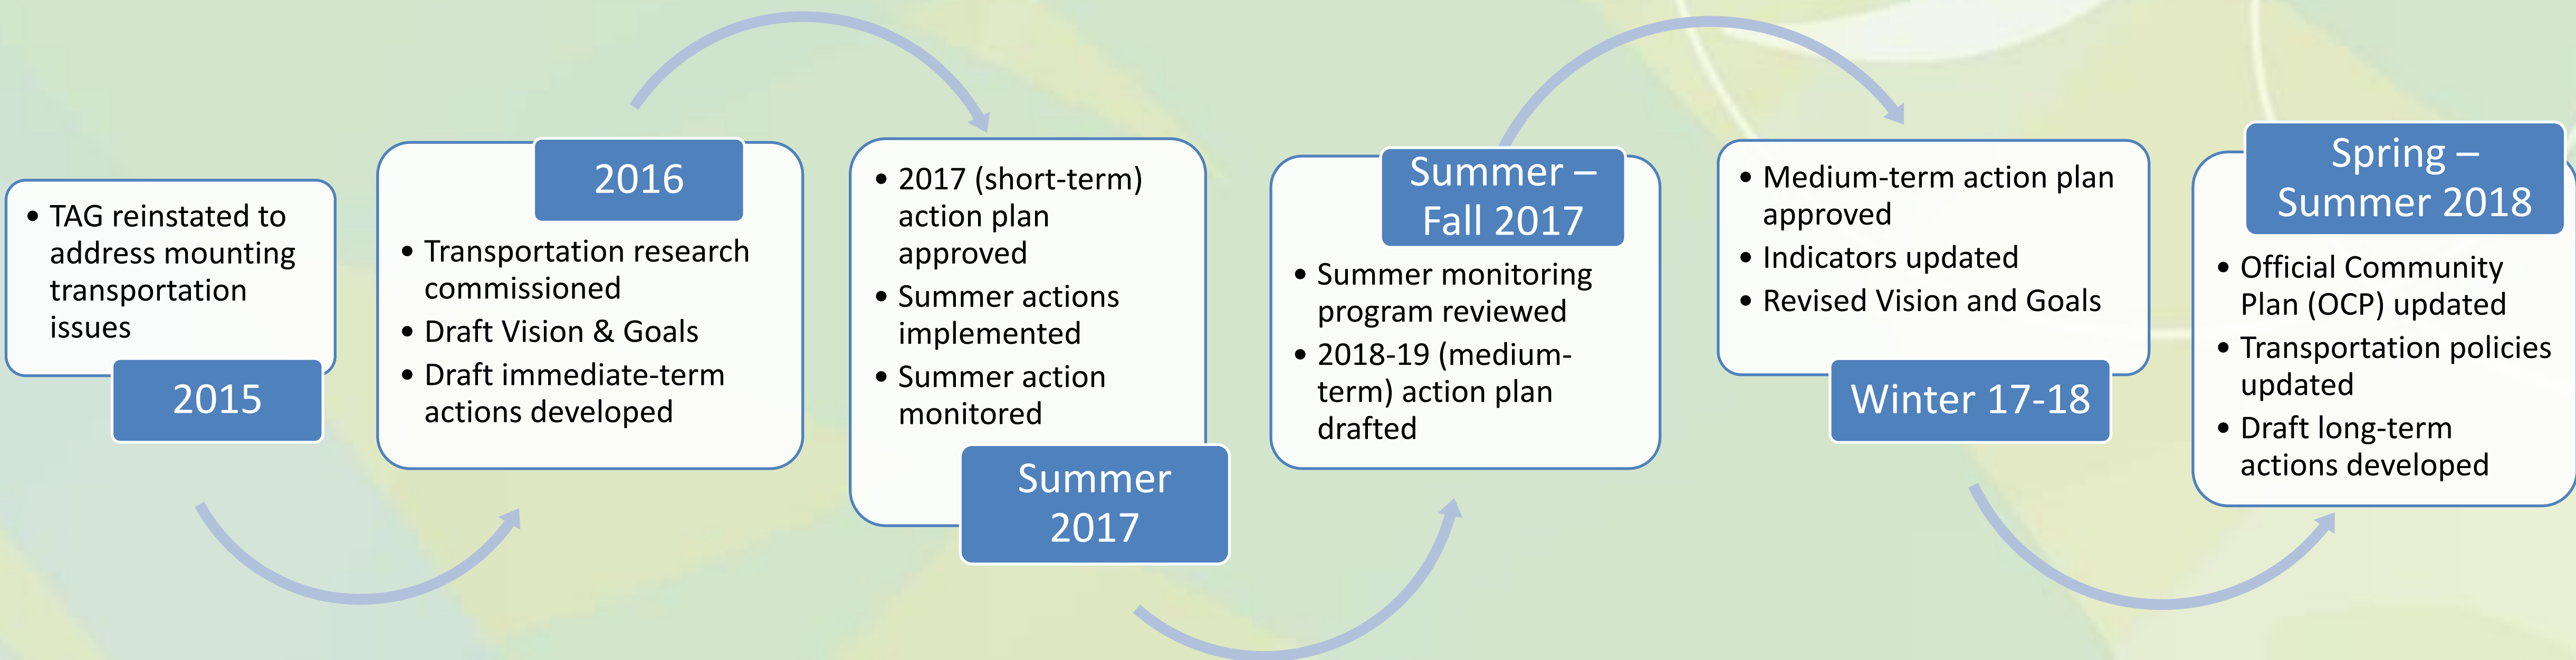 • TAG reinstated to
address mounting
transportation
issues
2015
2016
• Transportation research
commissioned
• Draft Vision & Goals
• Draft immediate-term
actions developed
• 2017 (short-term)
action plan
approved
• Summer actions
implemented
• Summer action
monitored
Summer
2017
Summer –
Fall 2017
• Summer monitoring
program reviewed
• 2018-19 (medium-
term) action plan
drafted
• Medium-term action plan
approved
• Indicators updated
• Revised Vision and Goals
Winter 17-18
Spring –
Summer 2018
• Official Community
Plan (OCP) updated
• Transportation policies
updated
• Draft long-term
actions developed